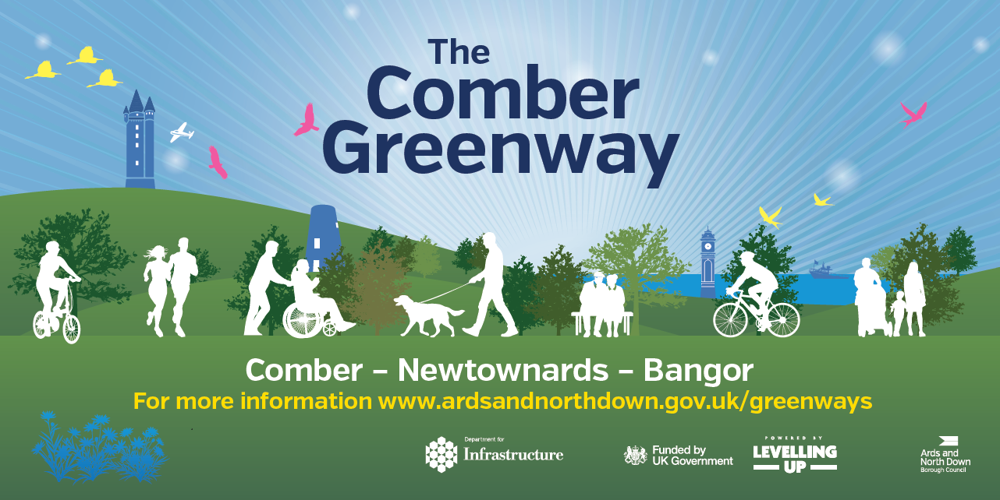 The
Comber
Greenway
Comber – Newtownards – Bangor
For more information www.ardsandnorthdown.gov.uk/greenways
Department for
Infrastructure
Funded by
UK Government
POWERED BY
LEVELLING
UP
Ards and
North Down
Borough Council